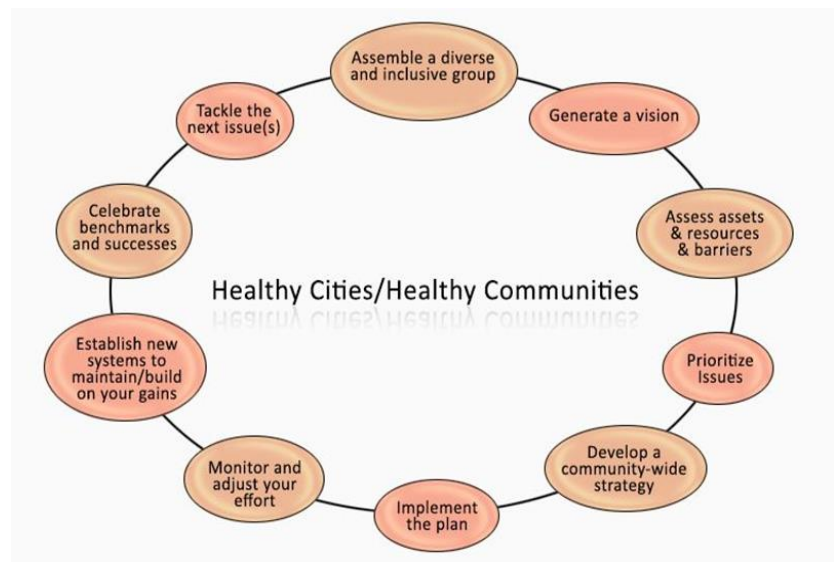 Assemble a diverse
and inclusive group
Generate a vision
Assess assets
& resources
& barriers
Prioritize
Issues
Develop a
community-wide
strategy
Implement
the plan
Monitor and
adjust your
effort
Establish new
systems to
maintain/build
on your gains
Celebrate
benchmarks
and successes
Tackle the
next issue(s)
Healthy Cities/Healthy Communities